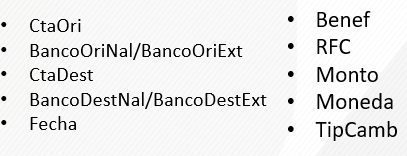 • CtaOri
• BancoOriNal/BancoOriExt
• CtaDest
• BancoDestNal/BancoDestExt
• Fecha
• Benef
• RFC
• Monto
• Moneda
• TipCamb